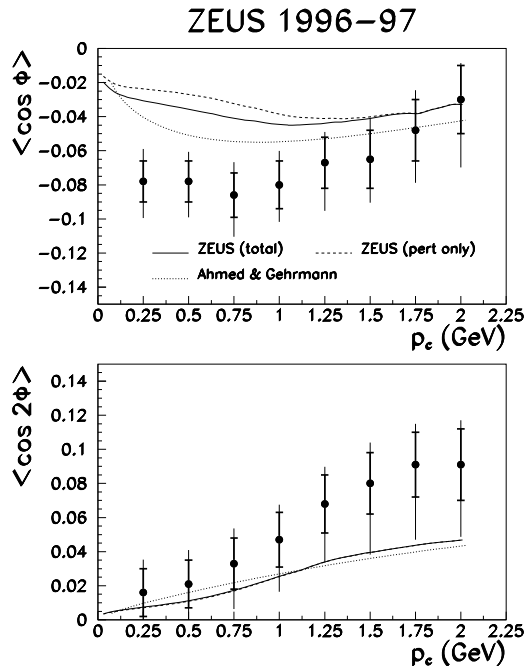 ZEUS 1996-97
<cos ϕ>
0
-0.02
-0.04
-0.06
-0.08
-0.1
-0.12
-0.14
ZEUS (total)
ZEUS (pert only)
Ahmed & Gehrmann
0 0.25 0.5 0.75 1 1.25 1.5 1.75 2 2.25
p_c (GeV)
<cos 2ϕ>
0.14
0.12
0.1
0.08
0.06
0.04
0.02
0
0 0.25 0.5 0.75 1 1.25 1.5 1.75 2 2.25
p_c (GeV)